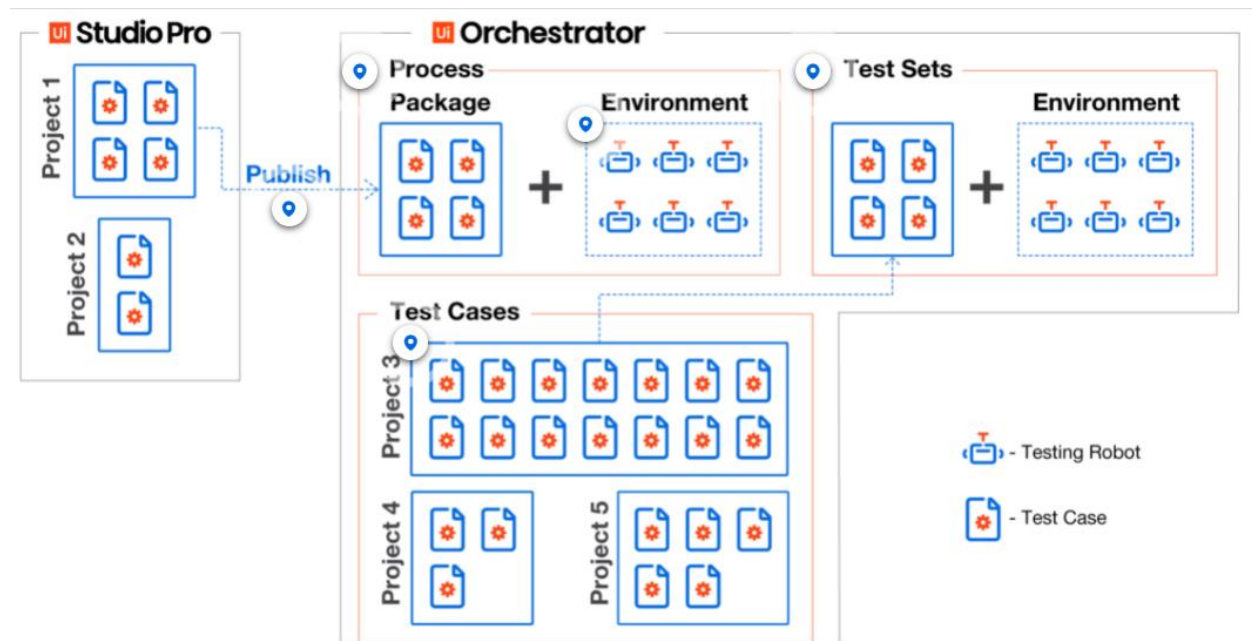 Ui Studio Pro
Project 1
Project 2
Publish
Ui Orchestrator
Process
Package
Environment
Test Sets
Environment
Test Cases
Project 3
Project 4
Project 5
- Testing Robot
- Test Case